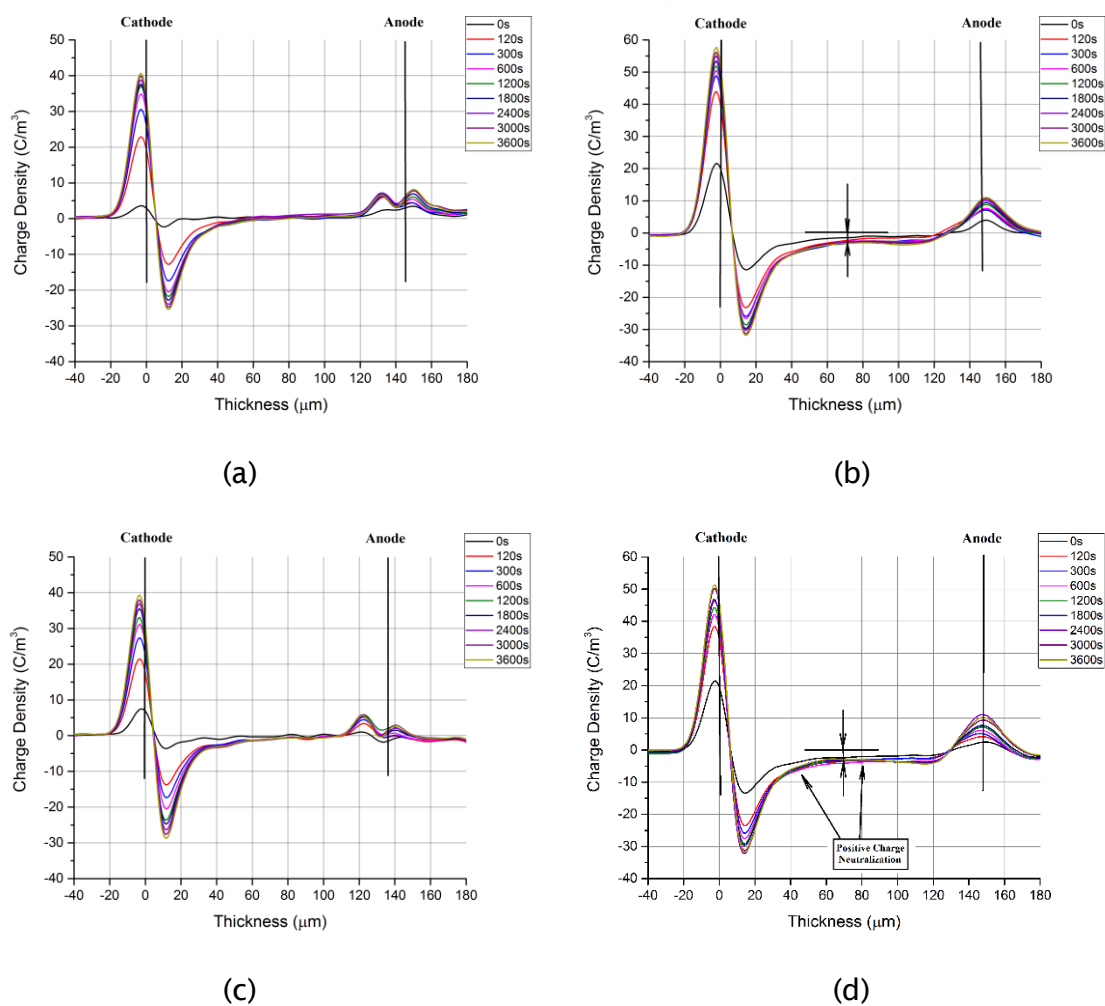 Cathode
Anode
0s
120s
300s
600s
1200s
1800s
2400s
3000s
3600s
50
40
30
20
10
0
-10
-20
-30
-40
Charge Density (C/m³)
-40 -20 0 20 40 60 80 100 120 140 160 180
Thickness (μm)
(a)
Cathode
Anode
0s
120s
300s
600s
1200s
1800s
2400s
3000s
3600s
60
50
40
30
20
10
0
-10
-20
-30
-40
Charge Density (C/m³)
-40 -20 0 20 40 60 80 100 120 140 160 180
Thickness (μm)
(b)
Cathode
Anode
0s
120s
300s
600s
1200s
1800s
2400s
3000s
3600s
50
40
30
20
10
0
-10
-20
-30
-40
Charge Density (C/m³)
-40 -20 0 20 40 60 80 100 120 140 160 180
Thickness (μm)
(c)
Cathode
Anode
0s
120s
300s
600s
1200s
1800s
2400s
3000s
3600s
60
50
40
30
20
10
0
-10
-20
-30
-40
Charge Density (C/m³)
Positive Charge
Neutralization
-40 -20 0 20 40 60 80 100 120 140 160 180
Thickness (μm)
(d)